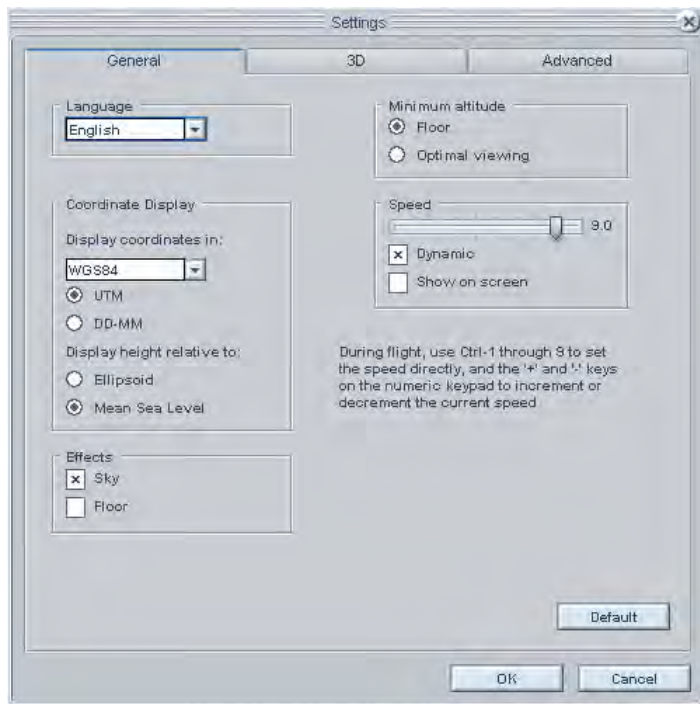 Settings
General
3D
Advanced
Language
English
Coordinate Display
Display coordinates in:
WGS84
UTM
DD-MM
Display height relative to:
Ellipsoid
Mean Sea Level
Effects
Sky
Floor
Minimum altitude
Floor
Optimal viewing
Speed
9.0
Dynamic
Show on screen
During flight, use Ctrl-1 through 9 to set
the speed directly, and the '+' and '-' keys
on the numeric keypad to increment or
decrement the current speed
Default
OK
Cancel